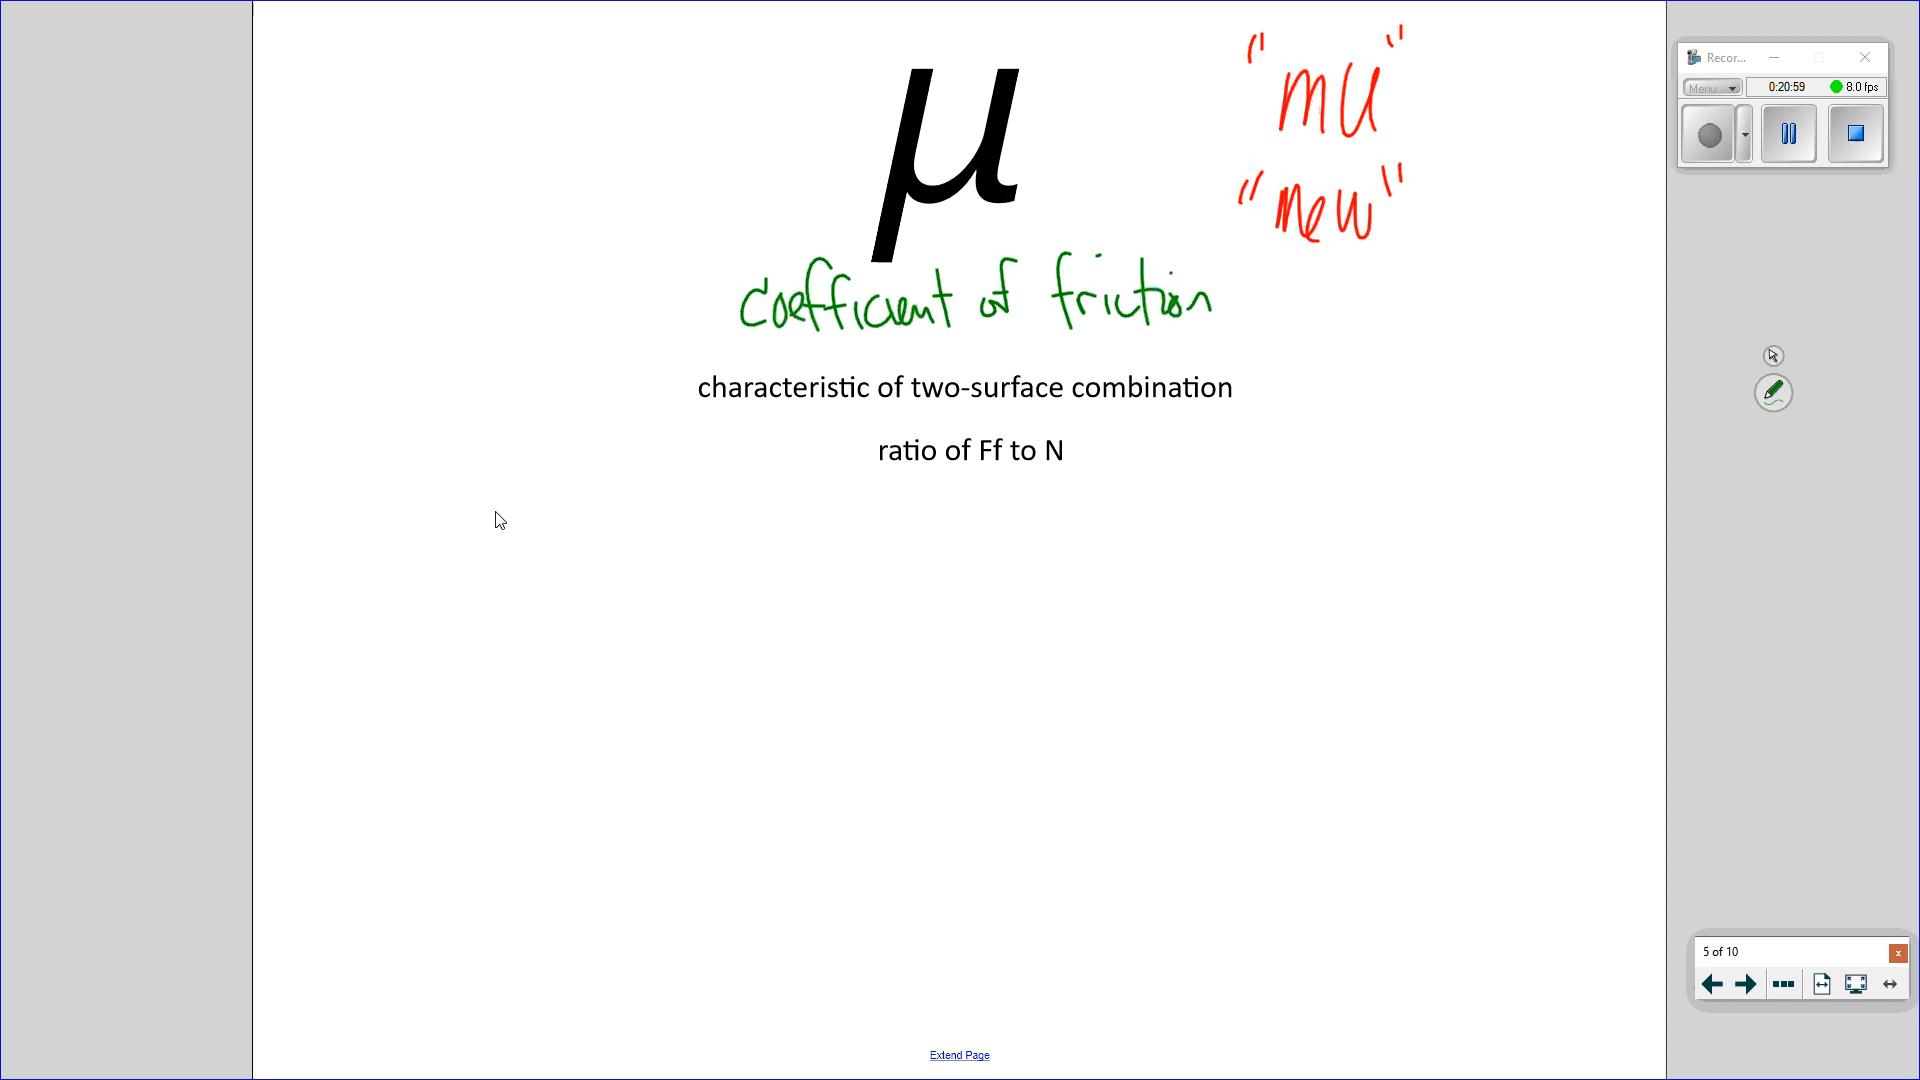 μ
"mu"
"mew"
coefficient of friction
characteristic of two-surface combination
ratio of Ff to N
Extend Page
Recor...
Menu
0:20:59
8.0 fps
5 of 10